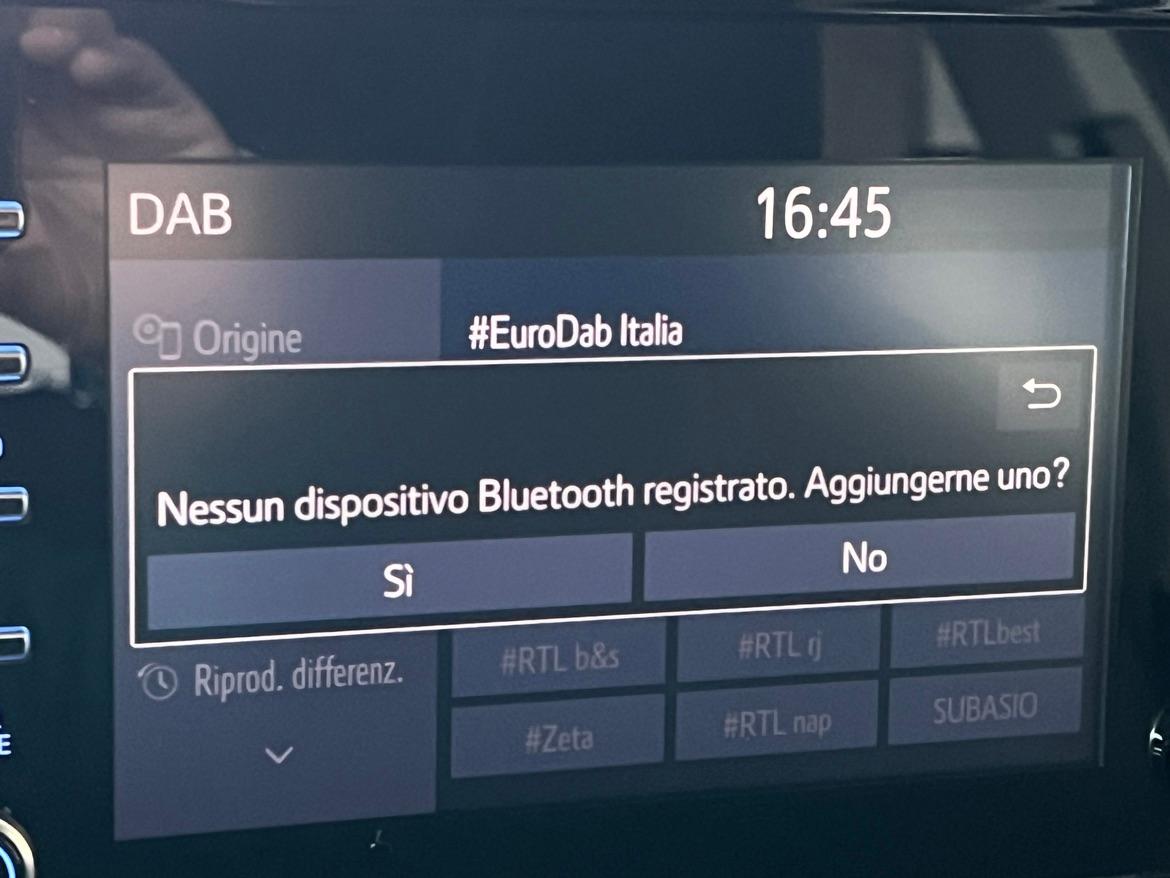 DAB
16:45
Origine
#EuroDab Italia
Nessun dispositivo Bluetooth registrato. Aggiungerne uno?
Sì
No
#RTL b&s
#RTL rj
#RTLbest
Riprod. differenz.
#Zeta
#RTL nap
SUBASIO
E